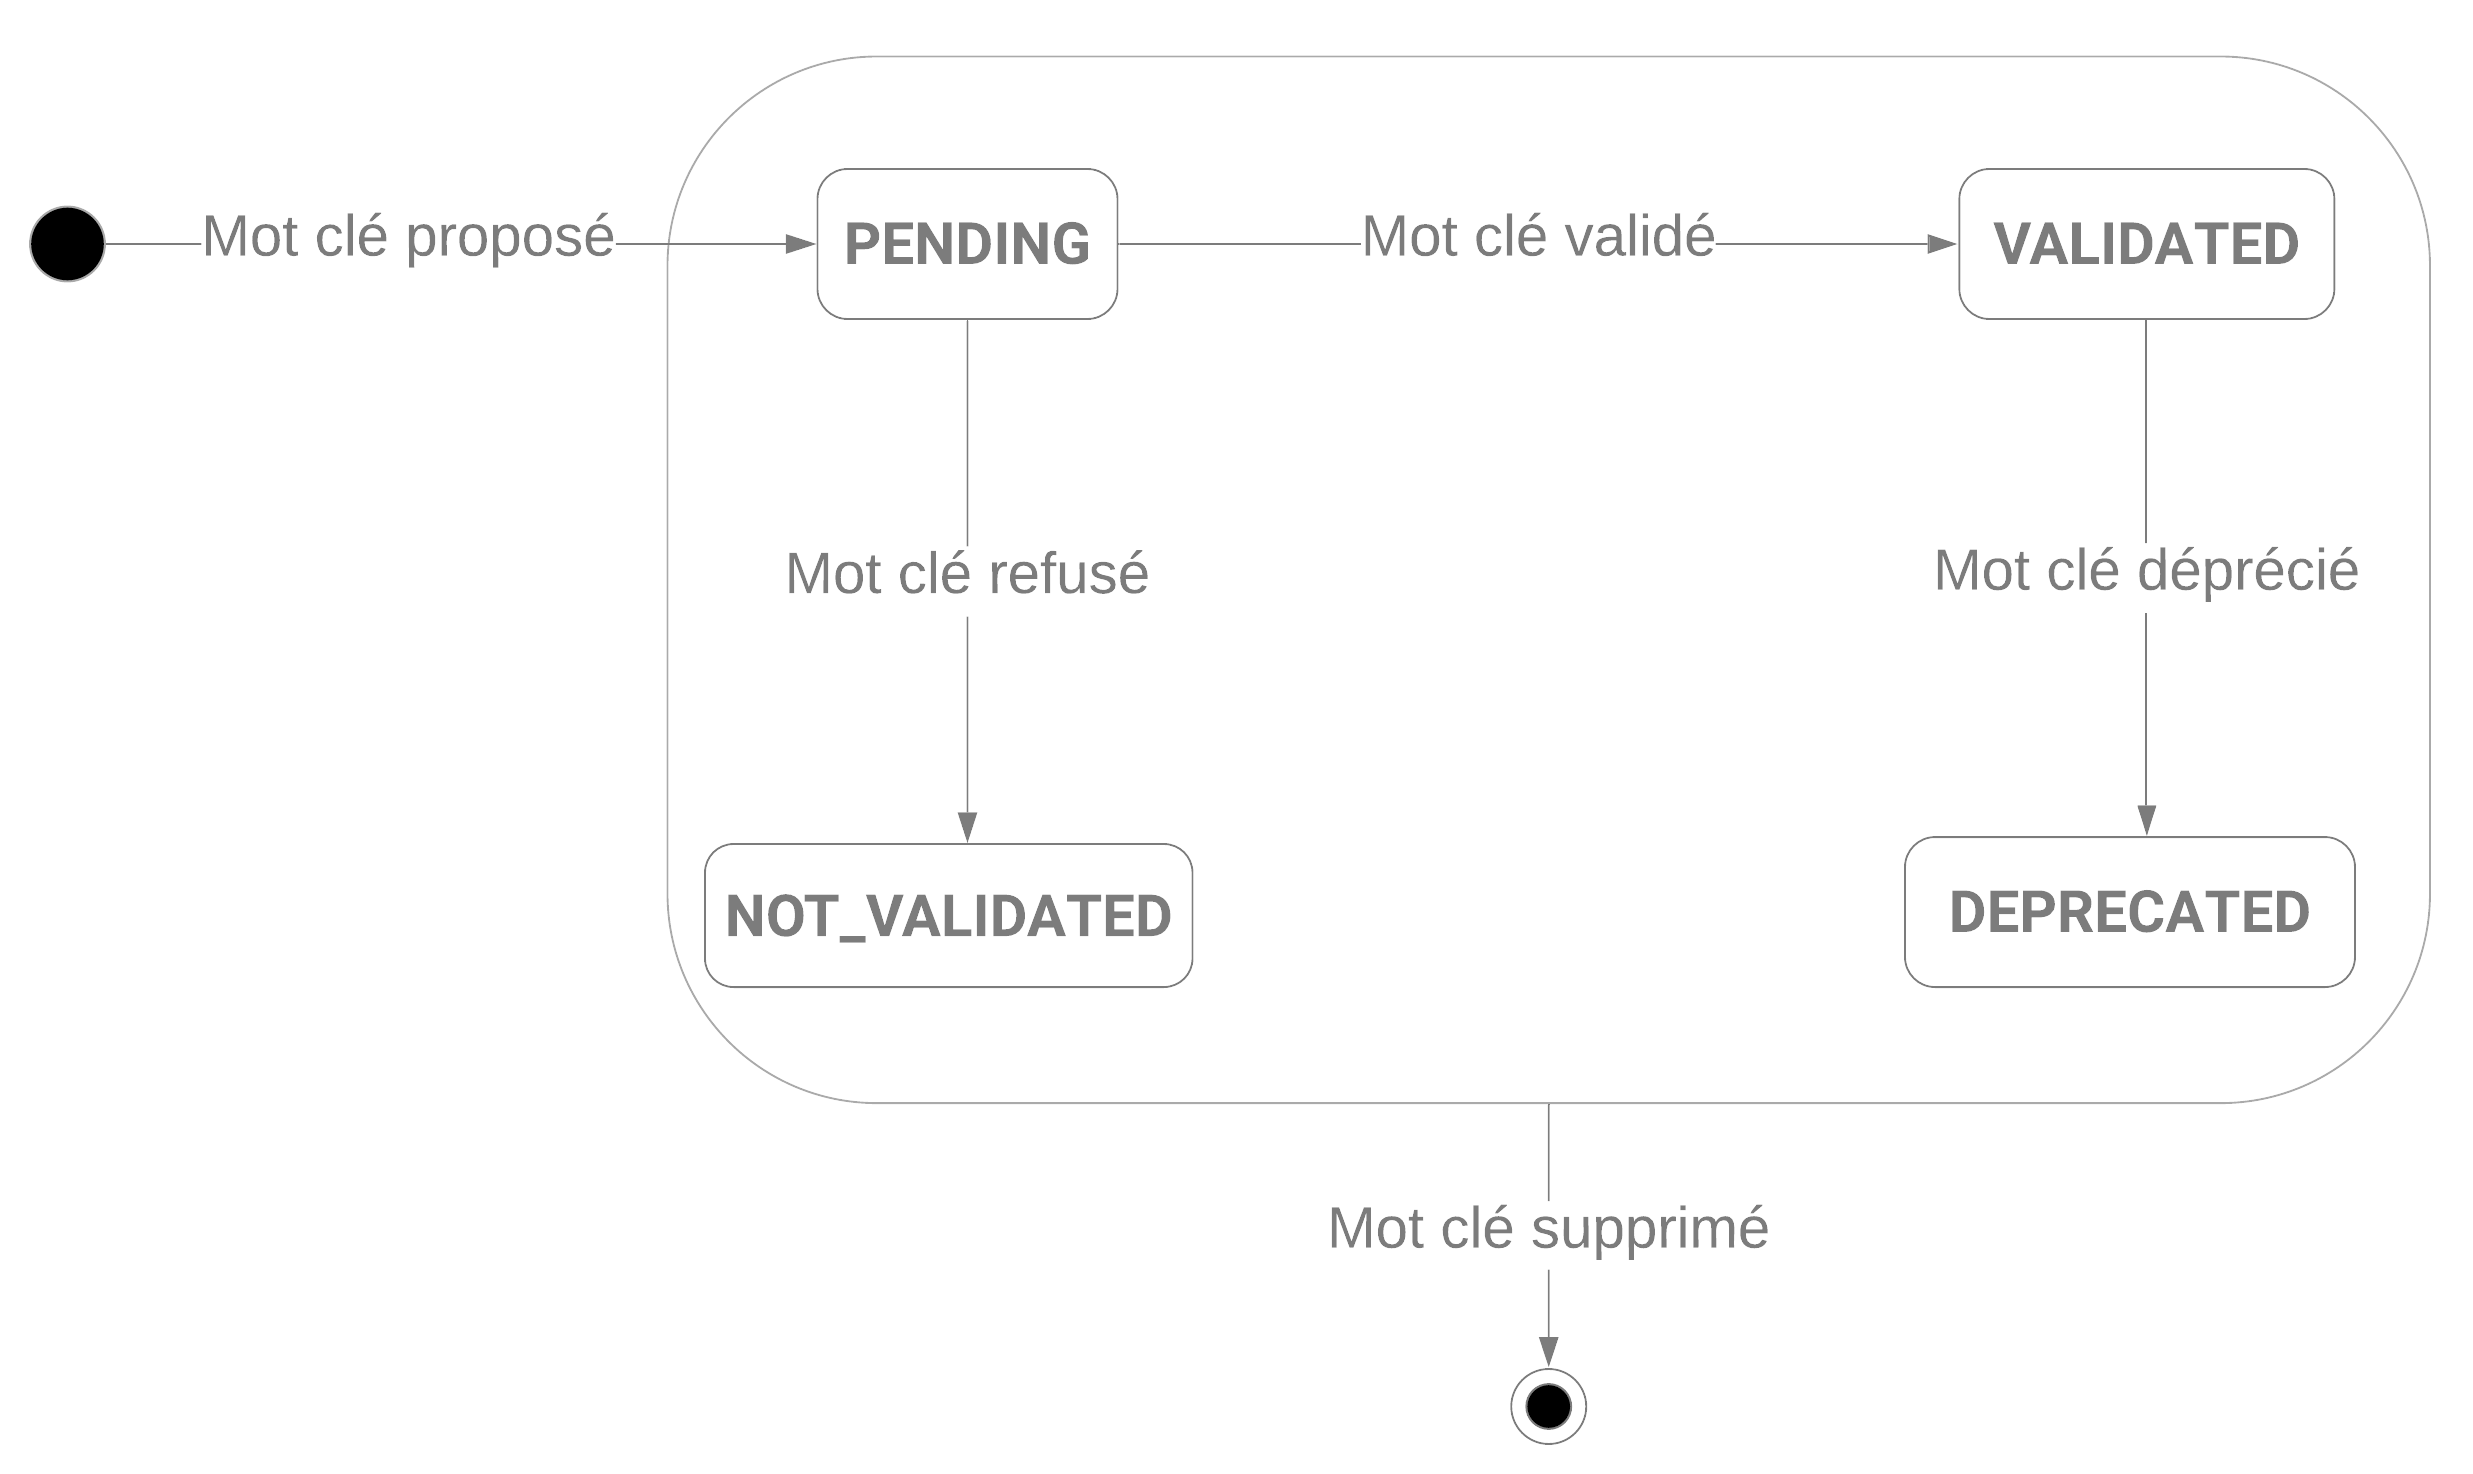 Mot clé proposé
PENDING
Mot clé validé
VALIDATED
Mot clé refusé
Mot clé déprécié
NOT_VALIDATED
DEPRECATED
Mot clé supprimé